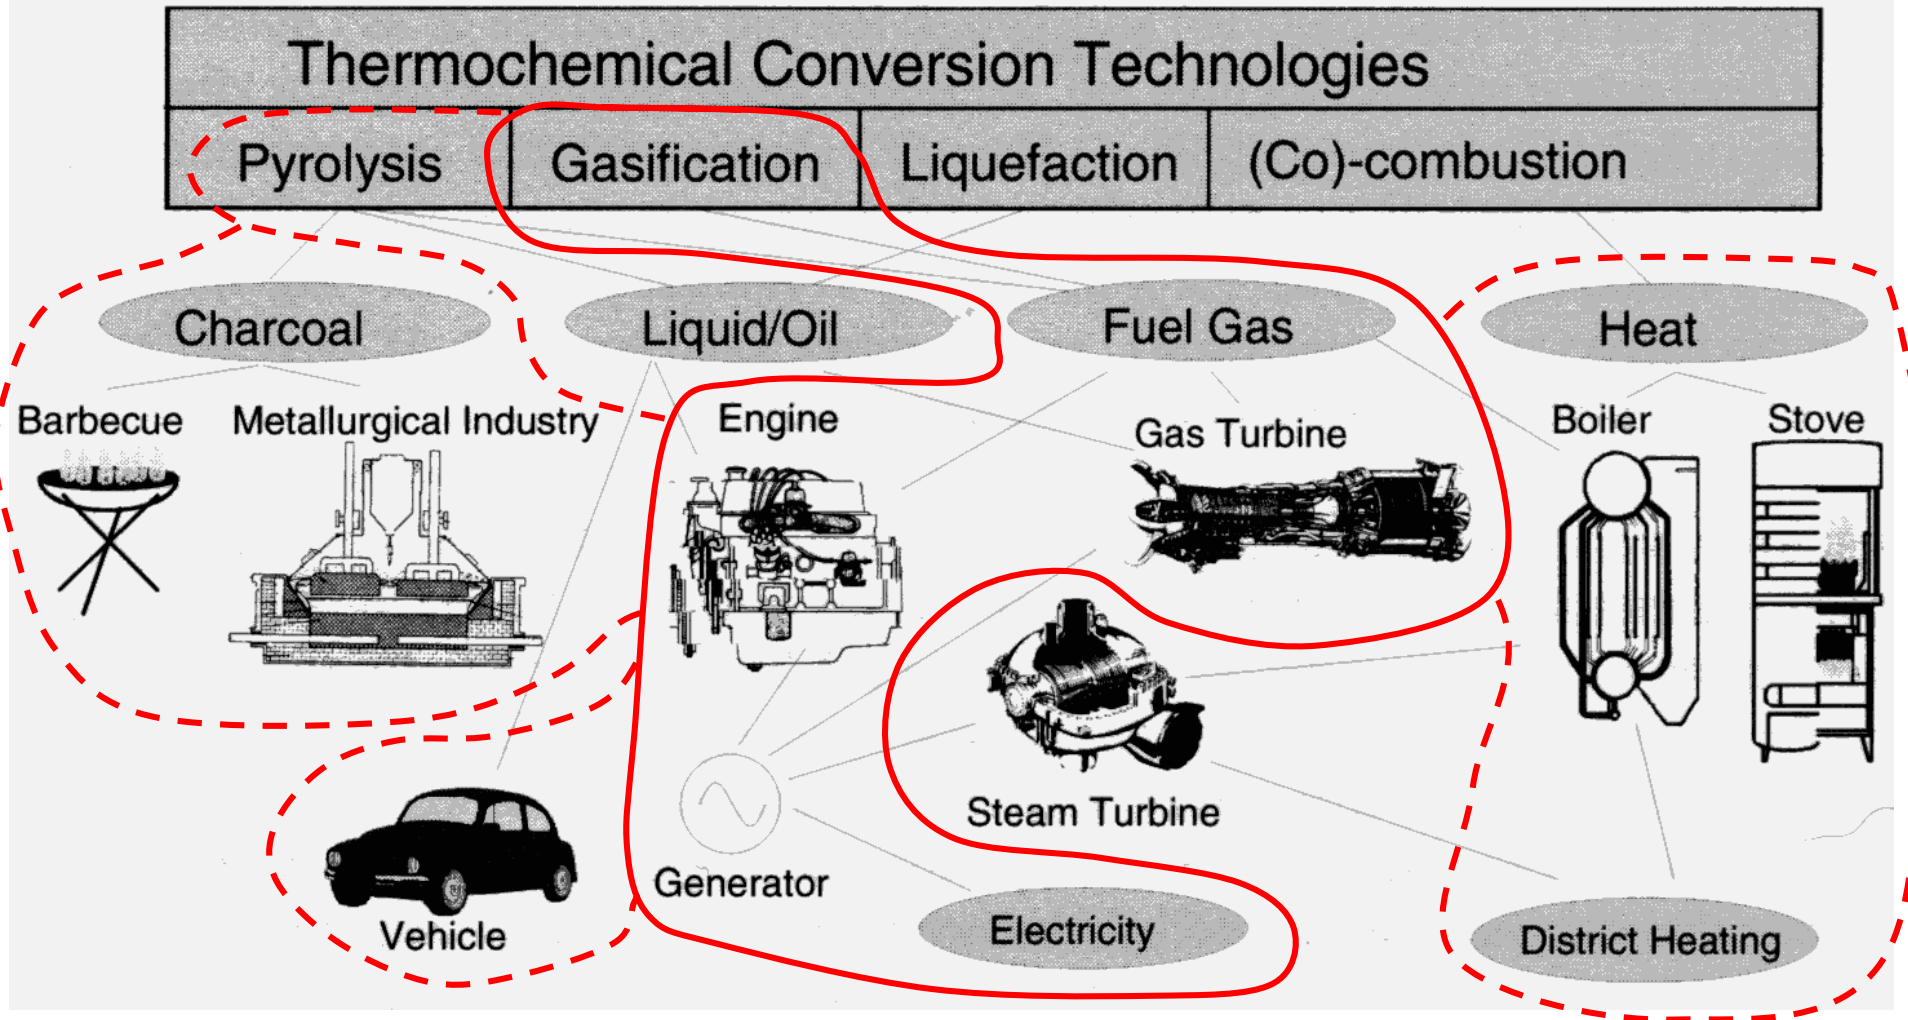 Thermochemical Conversion Technologies
Pyrolysis
Gasification
Liquefaction
(Co)-combustion
Charcoal
Liquid/Oil
Fuel Gas
Heat
Barbecue
Metallurgical Industry
Engine
Gas Turbine
Boiler
Stove
Steam Turbine
Generator
Vehicle
Electricity
District Heating